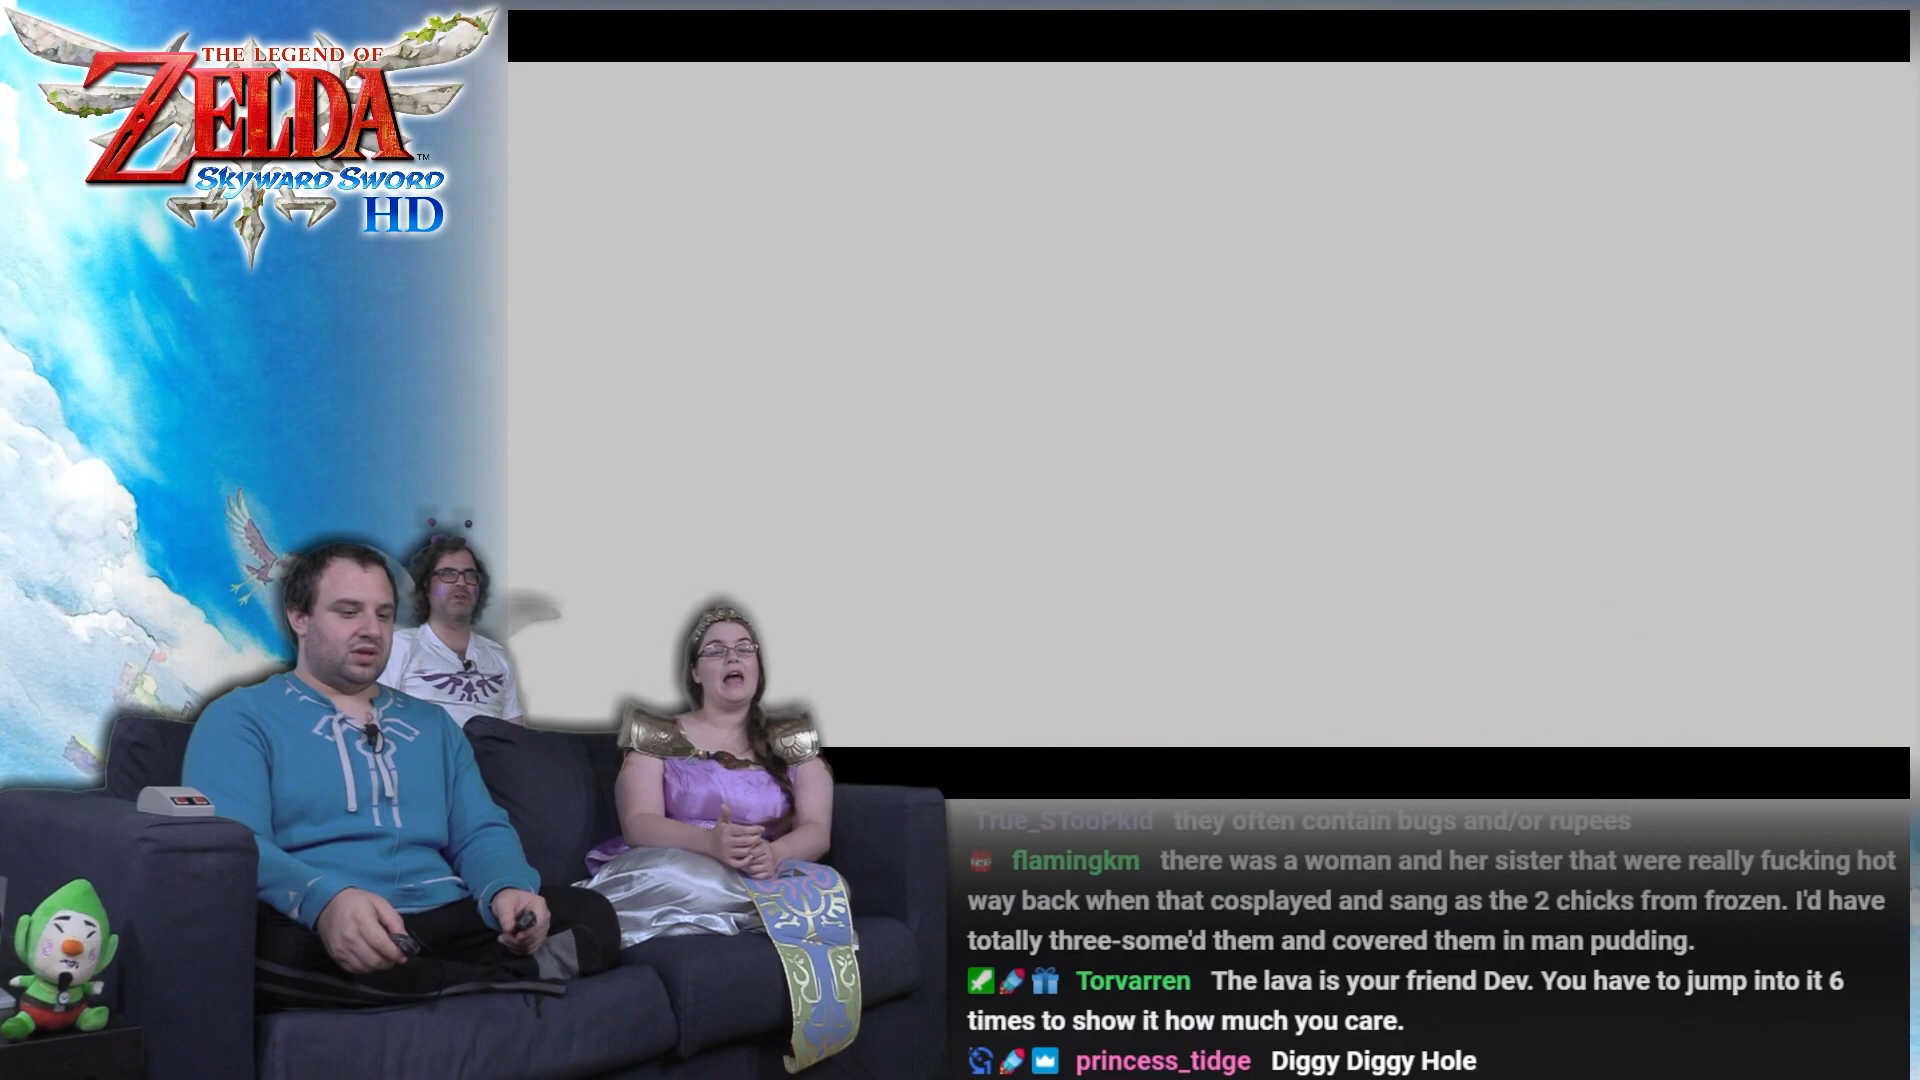 THE LEGEND OF
ZELDA™
SKYWARD SWORD
HD
True_STooPkid they often contain bugs and/or rupees
flamingkm there was a woman and her sister that were really fucking hot
way back when that cosplayed and sang as the 2 chicks from frozen. I'd have
totally three-some'd them and covered them in man pudding.
Torvarren The lava is your friend Dev. You have to jump into it 6
times to show it how much you care.
princess_tidge Diggy Diggy Hole